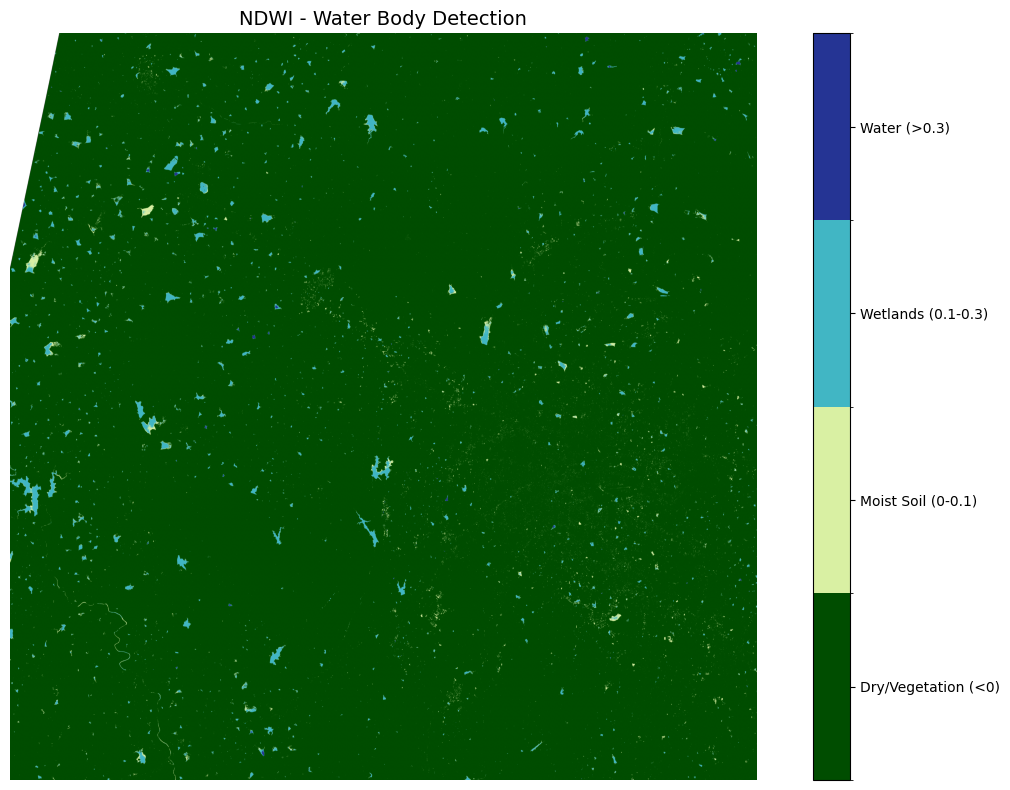 NDWI - Water Body Detection
Water (>0.3)
Wetlands (0.1-0.3)
Moist Soil (0-0.1)
Dry/Vegetation (<0)